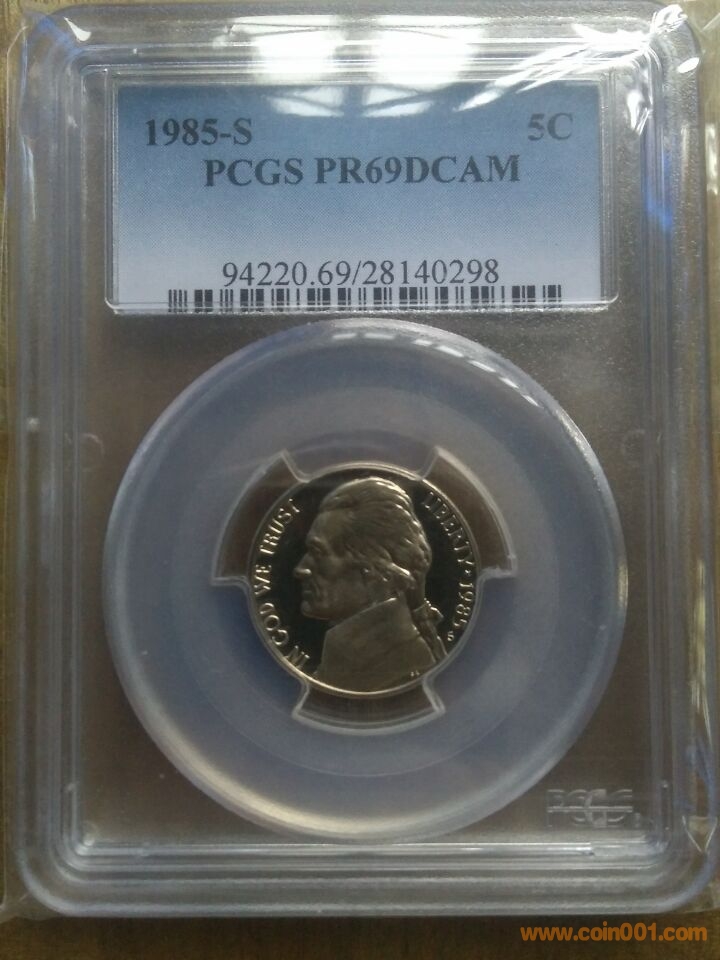 1985-S 5C
PCGS PR69DCAM
94220.69/28140298
IN GOD WE TRUST
LIBERTY · 1985
S
PCGS
www.coin001.com